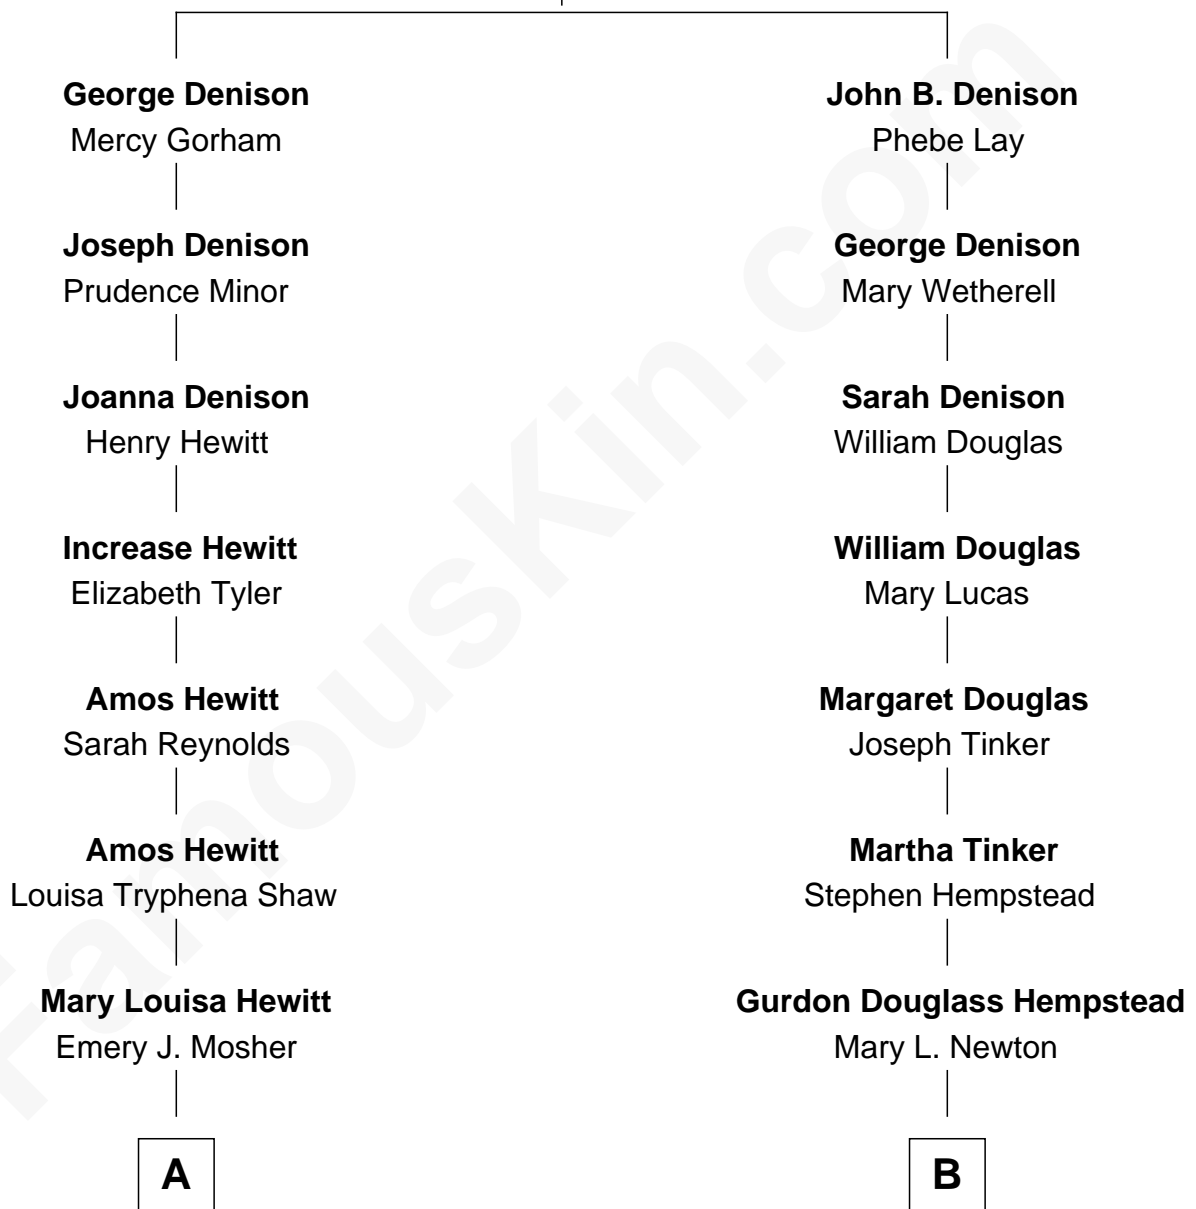 George Denison
Mercy Gorham
Joseph Denison
Prudence Minor
Joanna Denison
Henry Hewitt
Increase Hewitt
Elizabeth Tyler
Amos Hewitt
Sarah Reynolds
Amos Hewitt
Louisa Tryphena Shaw
Mary Louisa Hewitt
Emery J. Mosher
A
John B. Denison
Phebe Lay
George Denison
Mary Wetherell
Sarah Denison
William Douglas
William Douglas
Mary Lucas
Margaret Douglas
Joseph Tinker
Martha Tinker
Stephen Hempstead
Gurdon Douglass Hempstead
Mary L. Newton
B
FamousKin.com